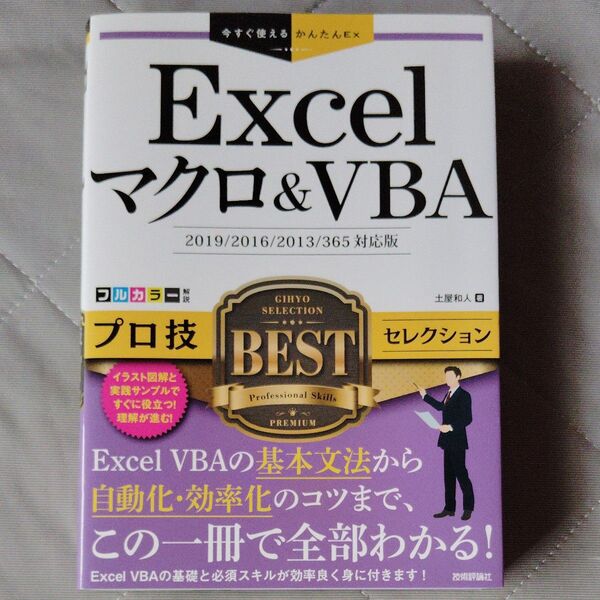 今すぐ使える かんたんEx
Excel
マクロ&VBA
2019/2016/2013/365 対応版
フルカラー解説
土屋和人 著
GIHYO
SELECTION
プロ技
BEST
セレクション
Professional Skills
PREMIUM
イラスト図解と
実践サンプルで
すぐに役立つ!
理解が進む!
Excel VBAの基本文法から
自動化・効率化のコツまで、
この一冊で全部わかる!
Excel VBAの基礎と必須スキルが効率良く身に付きます!
技術評論社